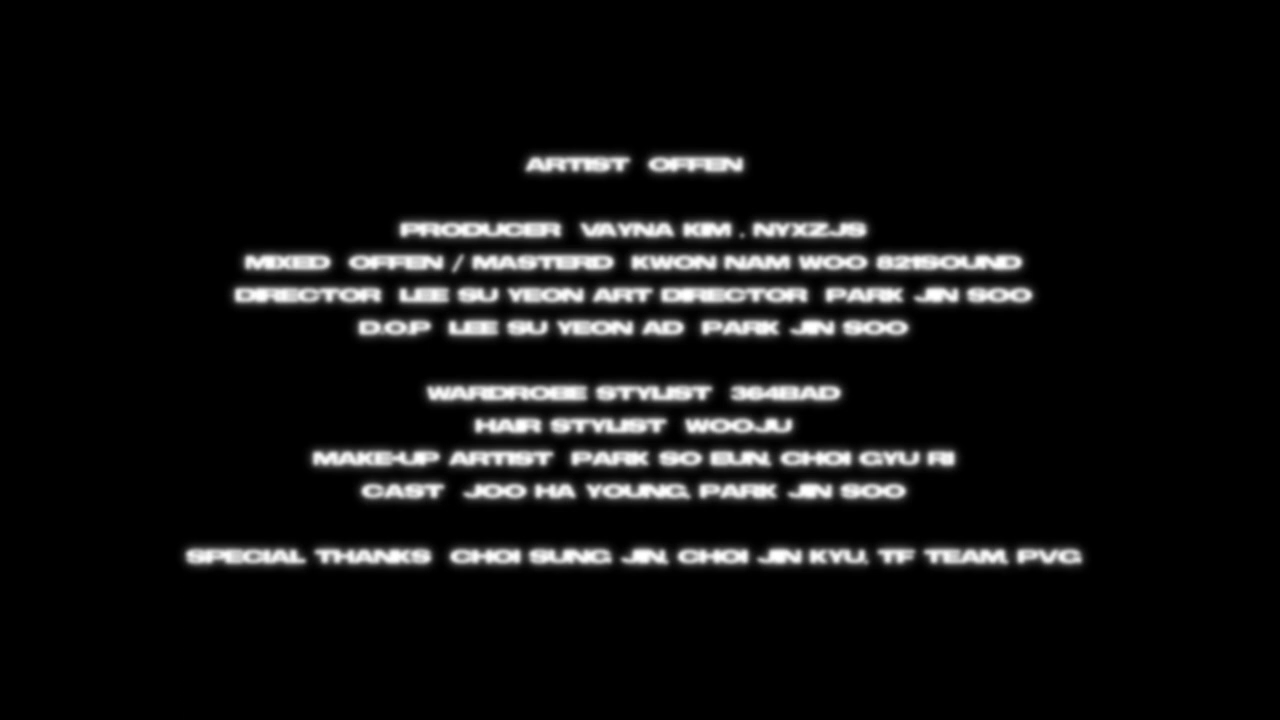 ARTIST OFFEN
PRODUCER VAYNA KIM . NYXZJS
MIXED OFFEN / MASTERD KWON NAM WOO 821SOUND
DIRECTOR LEE SU YEON ART DIRECTOR PARK JIN SOO
D.O.P LEE SU YEON AD PARK JIN SOO
WARDROBE STYLIST 364BAD
HAIR STYLIST WOOJU
MAKE-UP ARTIST PARK SO EUN, CHOI GYU RI
CAST JOO HA YOUNG, PARK JIN SOO
SPECIAL THANKS CHOI SUNG JIN, CHOI JIN KYU, TF TEAM, PVG